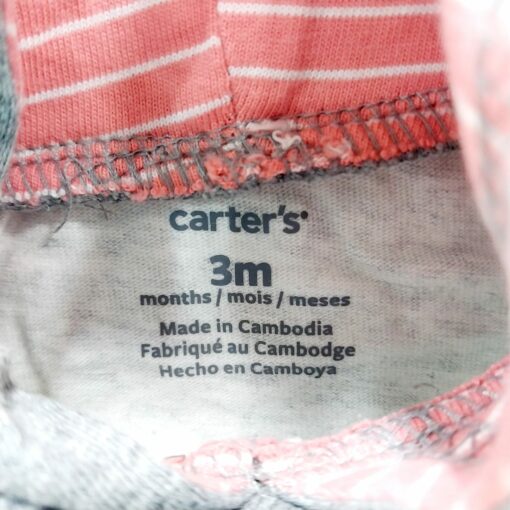 carter's
3m
months / mois / meses
Made in Cambodia
Fabriqué au Cambodge
Hecho en Camboya